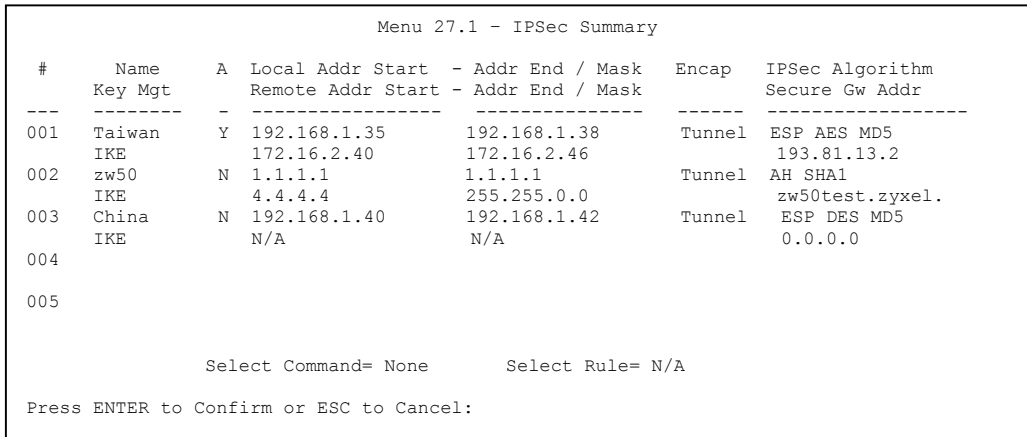 Menu 27.1 – IPSec Summary
#       Name      A  Local Addr Start  - Addr End / Mask   Encap   IPSec Algorithm
      Key Mgt        Remote Addr Start - Addr End / Mask           Secure Gw Addr
---   --------    -  -----------------   ---------------   ------  ------------------
001   Taiwan      Y  192.168.1.35       192.168.1.38       Tunnel  ESP AES MD5
      IKE            172.16.2.40        172.16.2.46                193.81.13.2
002   zw50        N  1.1.1.1            1.1.1.1            Tunnel  AH SHA1
      IKE            4.4.4.4            255.255.0.0                zw50test.zyxel.
003   China       N  192.168.1.40       192.168.1.42       Tunnel  ESP DES MD5
      IKE            N/A                N/A                        0.0.0.0
004
005
Select Command= None       Select Rule= N/A
Press ENTER to Confirm or ESC to Cancel: